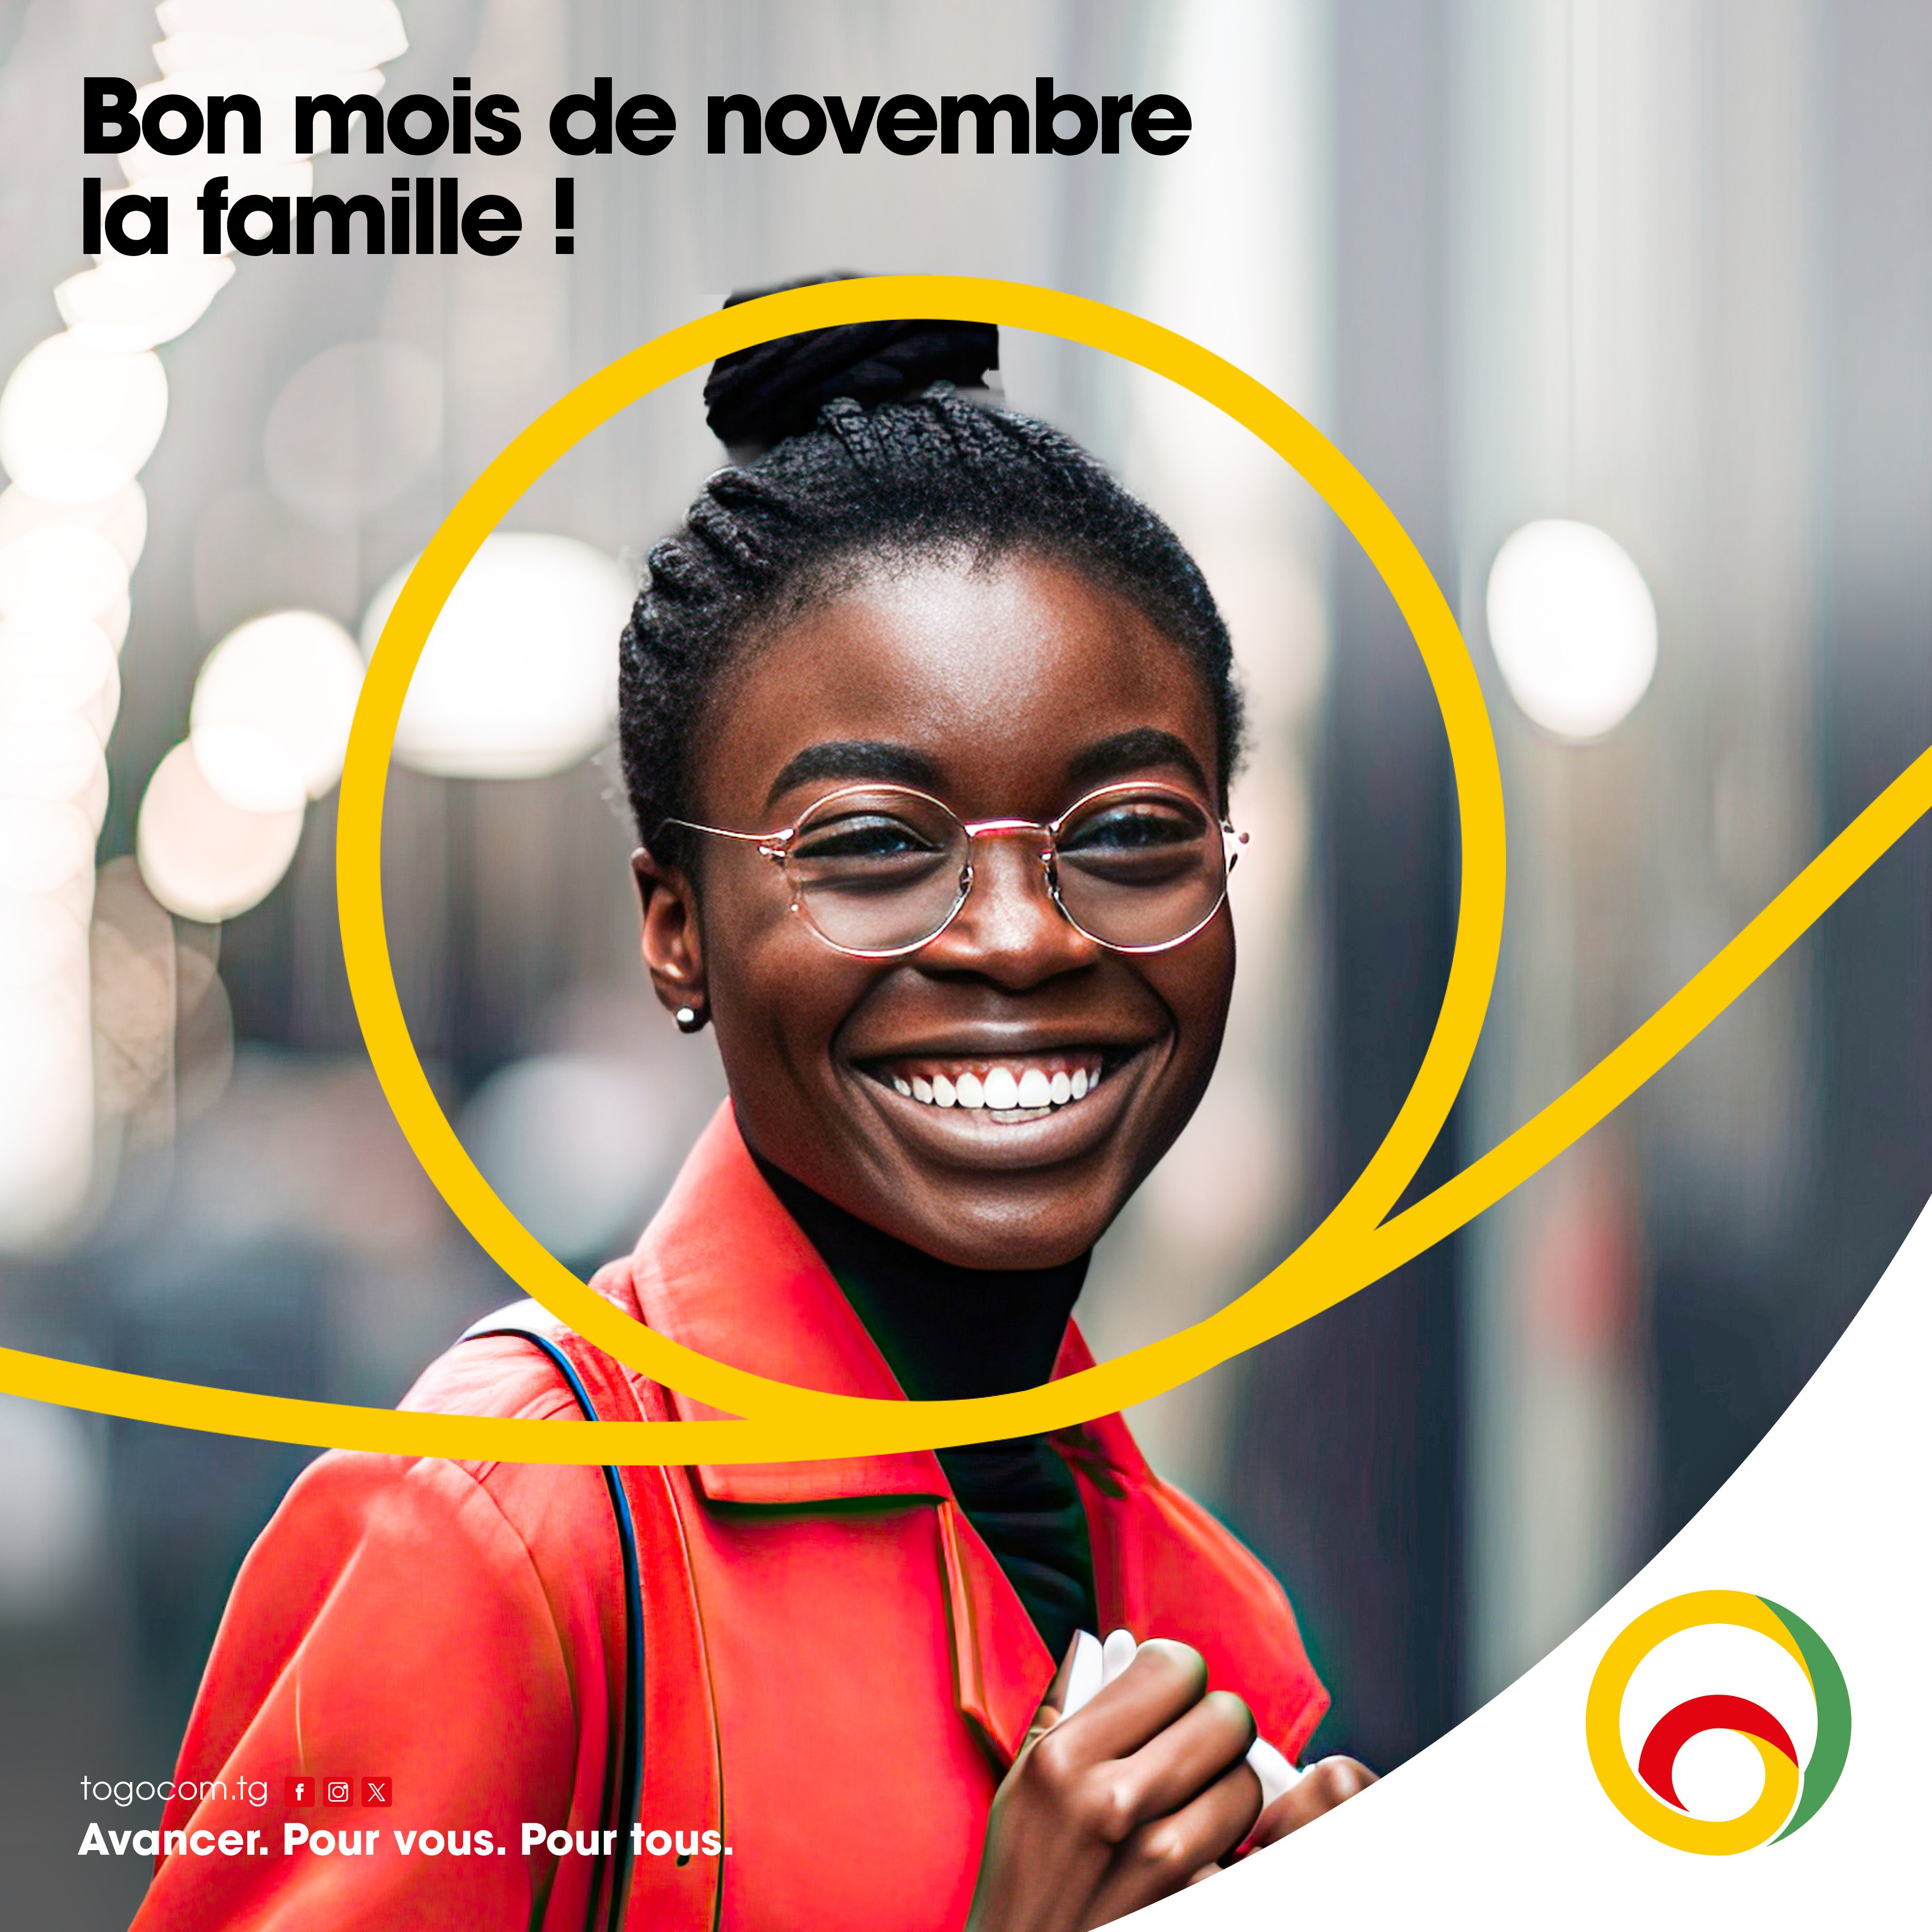 Bon mois de novembre
la famille !
togocom.tg
Avancer. Pour vous. Pour tous.